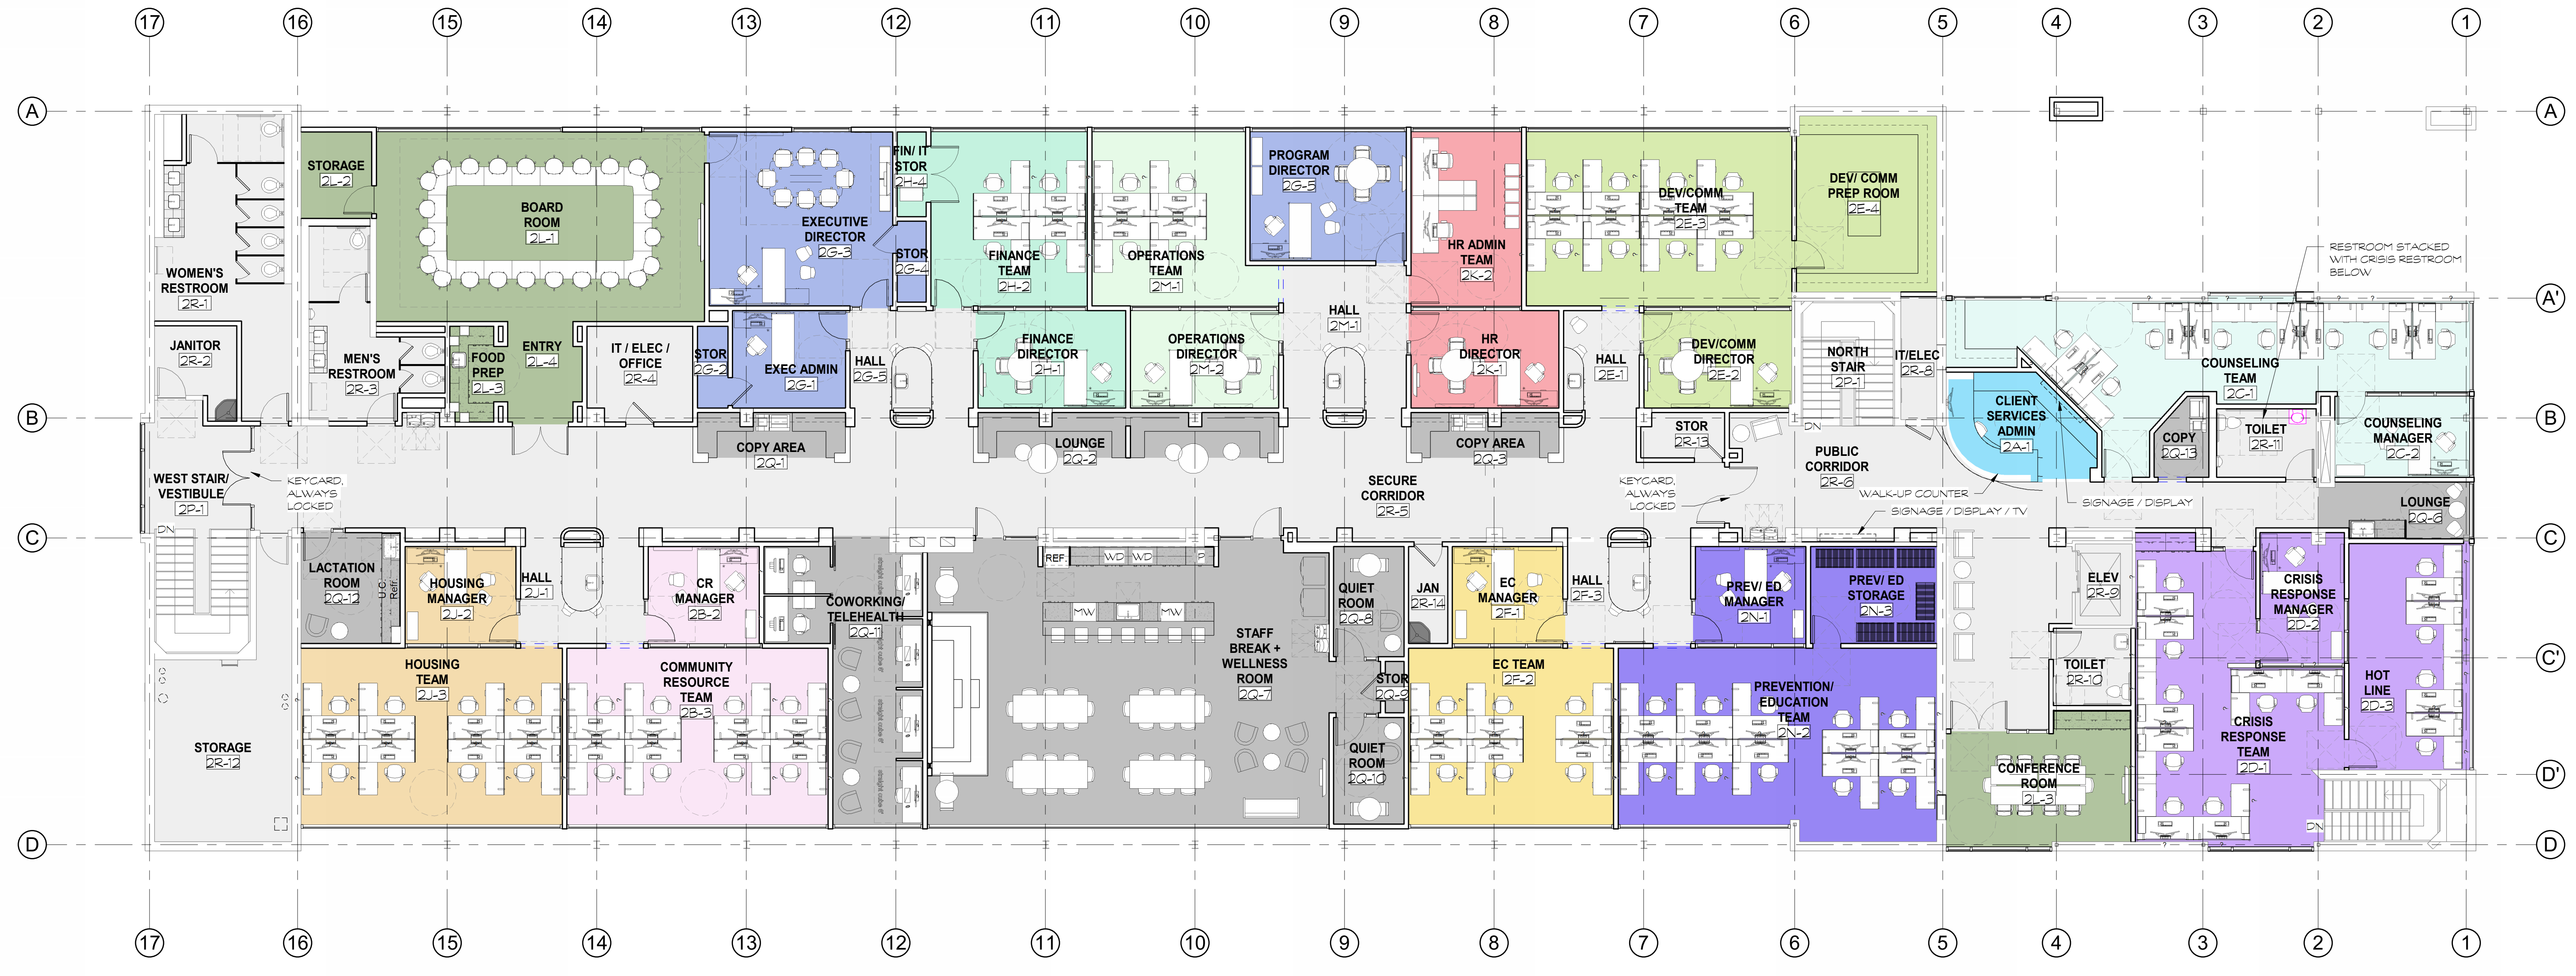 17 16 15 14 13 12 11 10 9 8 7 6 5 4 3 2 1
A
A
STORAGE
2L-2
BOARD
ROOM
2L-1
EXECUTIVE
DIRECTOR
2G-3
FIN/ IT
STOR
2H-4
STOR
2G-4
FINANCE
TEAM
2H-2
OPERATIONS
TEAM
2M-1
PROGRAM
DIRECTOR
2G-5
HR ADMIN
TEAM
2K-2
DEV/COMM
TEAM
2E-3
DEV/ COMM
PREP ROOM
2E-4
RESTROOM STACKED
WITH CRISIS RESTROOM
BELOW
WOMEN'S
RESTROOM
2R-1
A'
JANITOR
2R-2
MEN'S
RESTROOM
2R-3
FOOD
PREP
2L-3
ENTRY
2L-4
IT / ELEC /
OFFICE
2R-4
STOR
2G-2
EXEC ADMIN
2G-1
HALL
2G-5
FINANCE
DIRECTOR
2H-1
OPERATIONS
DIRECTOR
2M-2
HALL
2M-1
HR
DIRECTOR
2K-1
HALL
2E-1
DEV/COMM
DIRECTOR
2E-2
NORTH
STAIR
2P-1
IT/ELEC
2R-8
COUNSELING
TEAM
2C-1
CLIENT
SERVICES
ADMIN
2A-1
B
B
COPY AREA
2Q-1
LOUNGE
2Q-2
COPY AREA
2Q-3
STOR
2R-13
DN
PUBLIC
CORRIDOR
2R-6
COPY
2Q-13
TOILET
2R-11
COUNSELING
MANAGER
2C-2
WEST STAIR/
VESTIBULE
2P-1
KEYCARD,
ALWAYS
LOCKED
SECURE
CORRIDOR
2R-5
KEYCARD,
ALWAYS
LOCKED
WALK-UP COUNTER
SIGNAGE / DISPLAY
SIGNAGE / DISPLAY / TV
LOUNGE
2Q-6
DN
C
C
LACTATION
ROOM
2Q-12
U.C.
Refr.
HOUSING
MANAGER
2J-2
HALL
2J-1
CR
MANAGER
2B-2
COWORKING/
TELEHEALTH
2Q-11
REF
WD
WD
P
MW
MW
STAFF
BREAK +
WELLNESS
ROOM
2Q-7
QUIET
ROOM
2Q-8
JAN
2R-14
EC
MANAGER
2F-1
HALL
2F-3
PREV/ ED
MANAGER
2N-1
PREV/ ED
STORAGE
2N-3
ELEV
2R-9
CRISIS
RESPONSE
MANAGER
2D-2
C'
HOUSING
TEAM
2J-3
COMMUNITY
RESOURCE
TEAM
2B-3
STOR
2Q-9
EC TEAM
2F-2
PREVENTION/
EDUCATION
TEAM
2N-2
TOILET
2R-10
HOT
LINE
2D-3
STORAGE
2R-12
QUIET
ROOM
2Q-10
CRISIS
RESPONSE
TEAM
2D-1
CONFERENCE
ROOM
2L-3
D'
DN
D
D
17 16 15 14 13 12 11 10 9 8 7 6 5 4 3 2 1